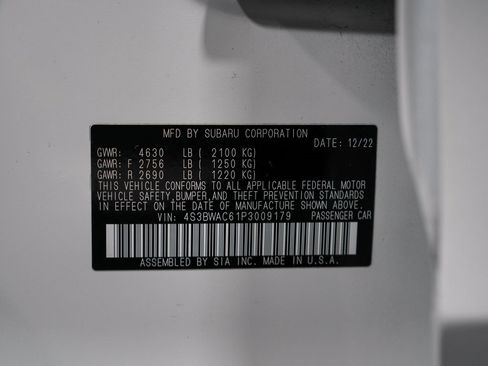 MFD BY SUBARU CORPORATION
DATE: 12/22
GVWR: 4630 LB ( 2100 KG)
GAWR: F 2756 LB ( 1250 KG)
GAWR: R 2690 LB ( 1220 KG)
THIS VEHICLE CONFORMS TO ALL APPLICABLE FEDERAL MOTOR
VEHICLE SAFETY,BUMPER,AND THEFT PREVENTION STANDARDS
IN EFFECT ON THE DATE OF MANUFACTURE SHOWN ABOVE.
VIN: 4S3BWAC61P3009179 PASSENGER CAR
ASSEMBLED BY SIA INC. MADE IN U.S.A.